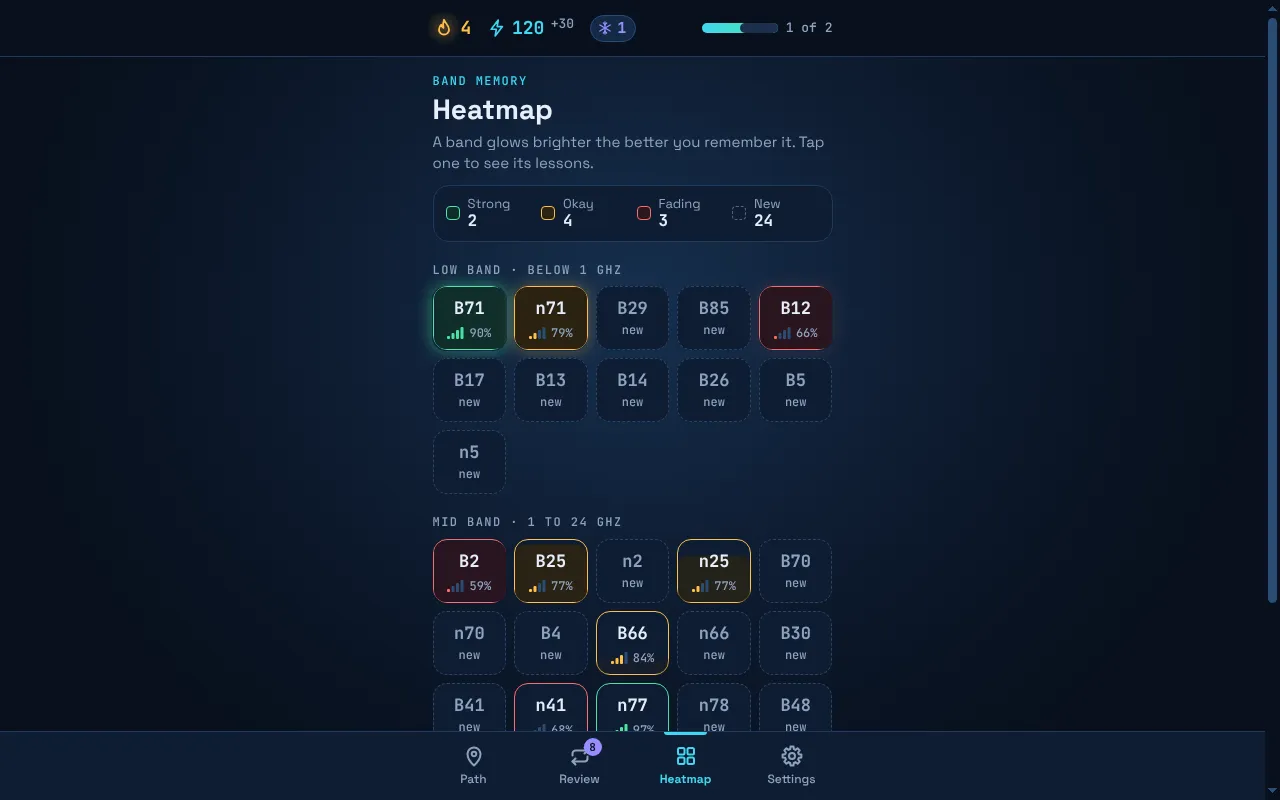 4 120 +30 1 1 of 2
BAND MEMORY
Heatmap
A band glows brighter the better you remember it. Tap
one to see its lessons.
Strong Okay Fading New
2 4 3 24
LOW BAND · BELOW 1 GHZ
B71 n71 B29 B85 B12
90% 79% new new 66%
B17 B13 B14 B26 B5
new new new new new
n5
new
MID BAND · 1 TO 24 GHZ
B2 B25 n2 n25 B70
59% 77% new 77% new
n70 B4 B66 n66 B30
new new 84% new new
B41 n41 n77 n78 B48
new 68% 97% new new
8
Path Review Heatmap Settings